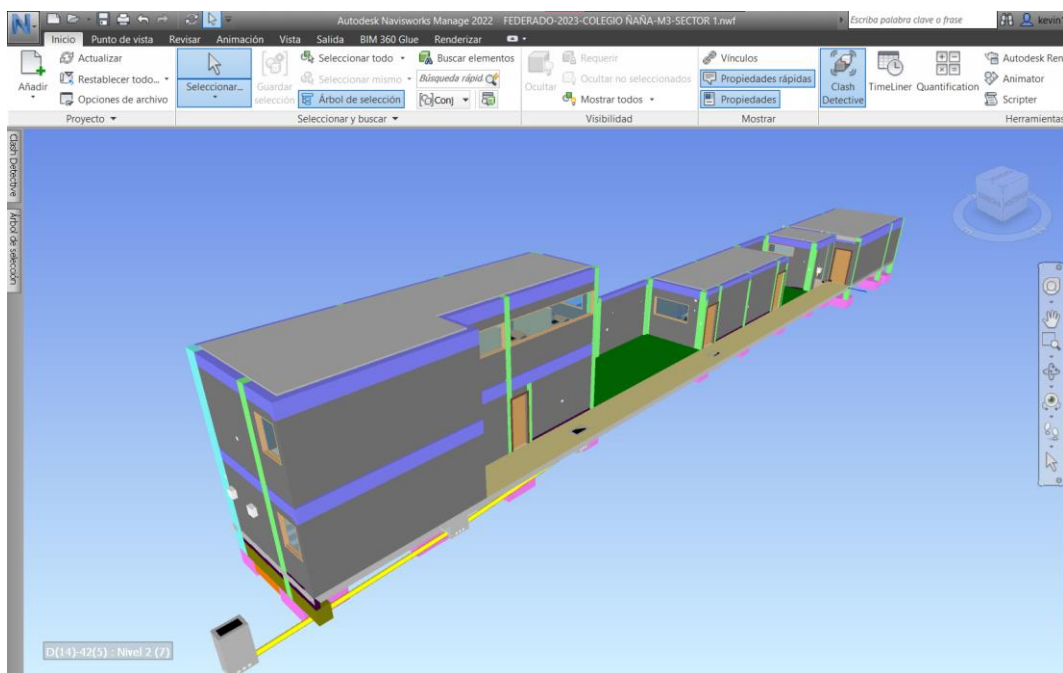 Autodesk Navisworks Manage 2022 FEDERADO-2023-COLEGIO ÑAÑA-M3-SECTOR 1.nwf
Escriba palabra clave o frase
kevin
Inicio Punto de vista Revisar Animación Vista Salida BIM 360 Glue Renderizar
Añadir
Actualizar
Restablecer todo...
Opciones de archivo
Proyecto
Seleccionar...
Guardar selección
Seleccionar todo
Seleccionar mismo
Árbol de selección
Buscar elementos
Búsqueda rápid
Conj
Seleccionar y buscar
Ocultar
Requerir
Ocultar no seleccionados
Mostrar todos
Visibilidad
Vínculos
Propiedades rápidas
Propiedades
Mostrar
Clash Detective
TimeLiner
Quantification
Autodesk Ren
Animator
Scripter
Herramientas
Clash Detective
Árbol de selección
D(14)-42(5) : Nivel 2 (7)